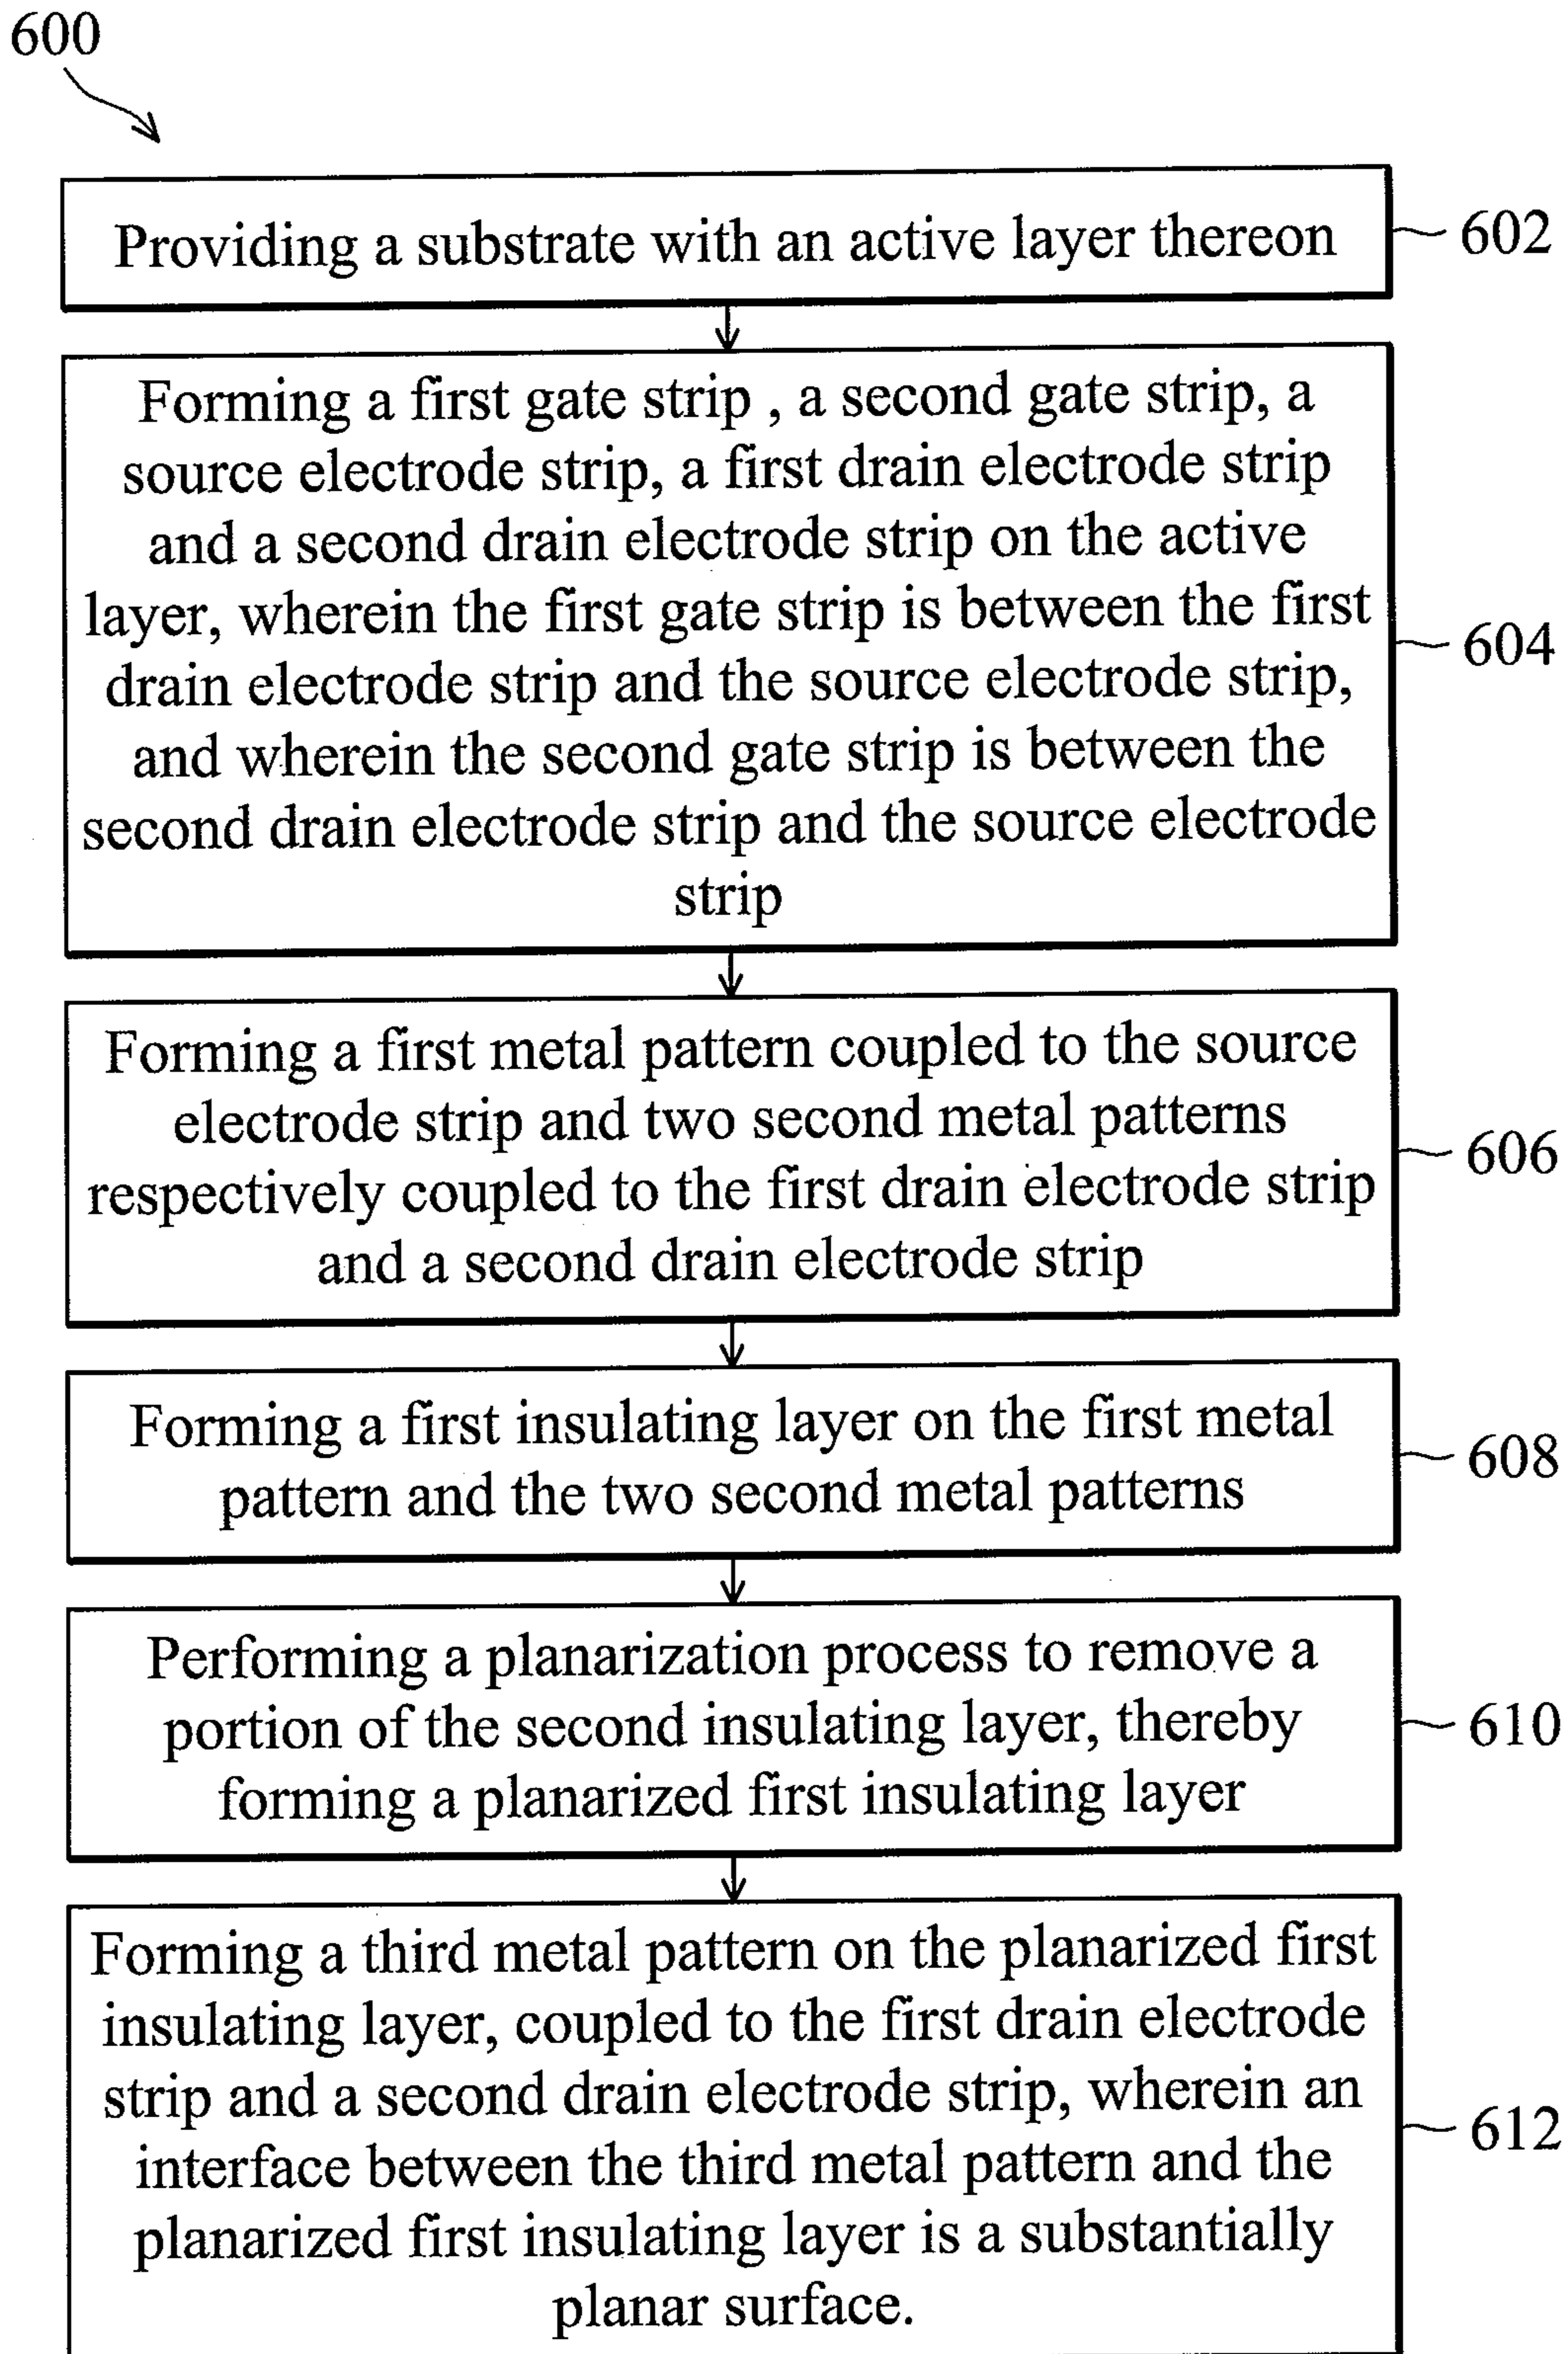 600
Providing a substrate with an active layer thereon
602
Forming a first gate strip , a second gate strip, a
source electrode strip, a first drain electrode strip
and a second drain electrode strip on the active
layer, wherein the first gate strip is between the first
drain electrode strip and the source electrode strip,
and wherein the second gate strip is between the
second drain electrode strip and the source electrode
strip
604
Forming a first metal pattern coupled to the source
electrode strip and two second metal patterns
respectively coupled to the first drain electrode strip
and a second drain electrode strip
606
Forming a first insulating layer on the first metal
pattern and the two second metal patterns
608
Performing a planarization process to remove a
portion of the second insulating layer, thereby
forming a planarized first insulating layer
610
Forming a third metal pattern on the planarized first
insulating layer, coupled to the first drain electrode
strip and a second drain electrode strip, wherein an
interface between the third metal pattern and the
planarized first insulating layer is a substantially
planar surface.
612